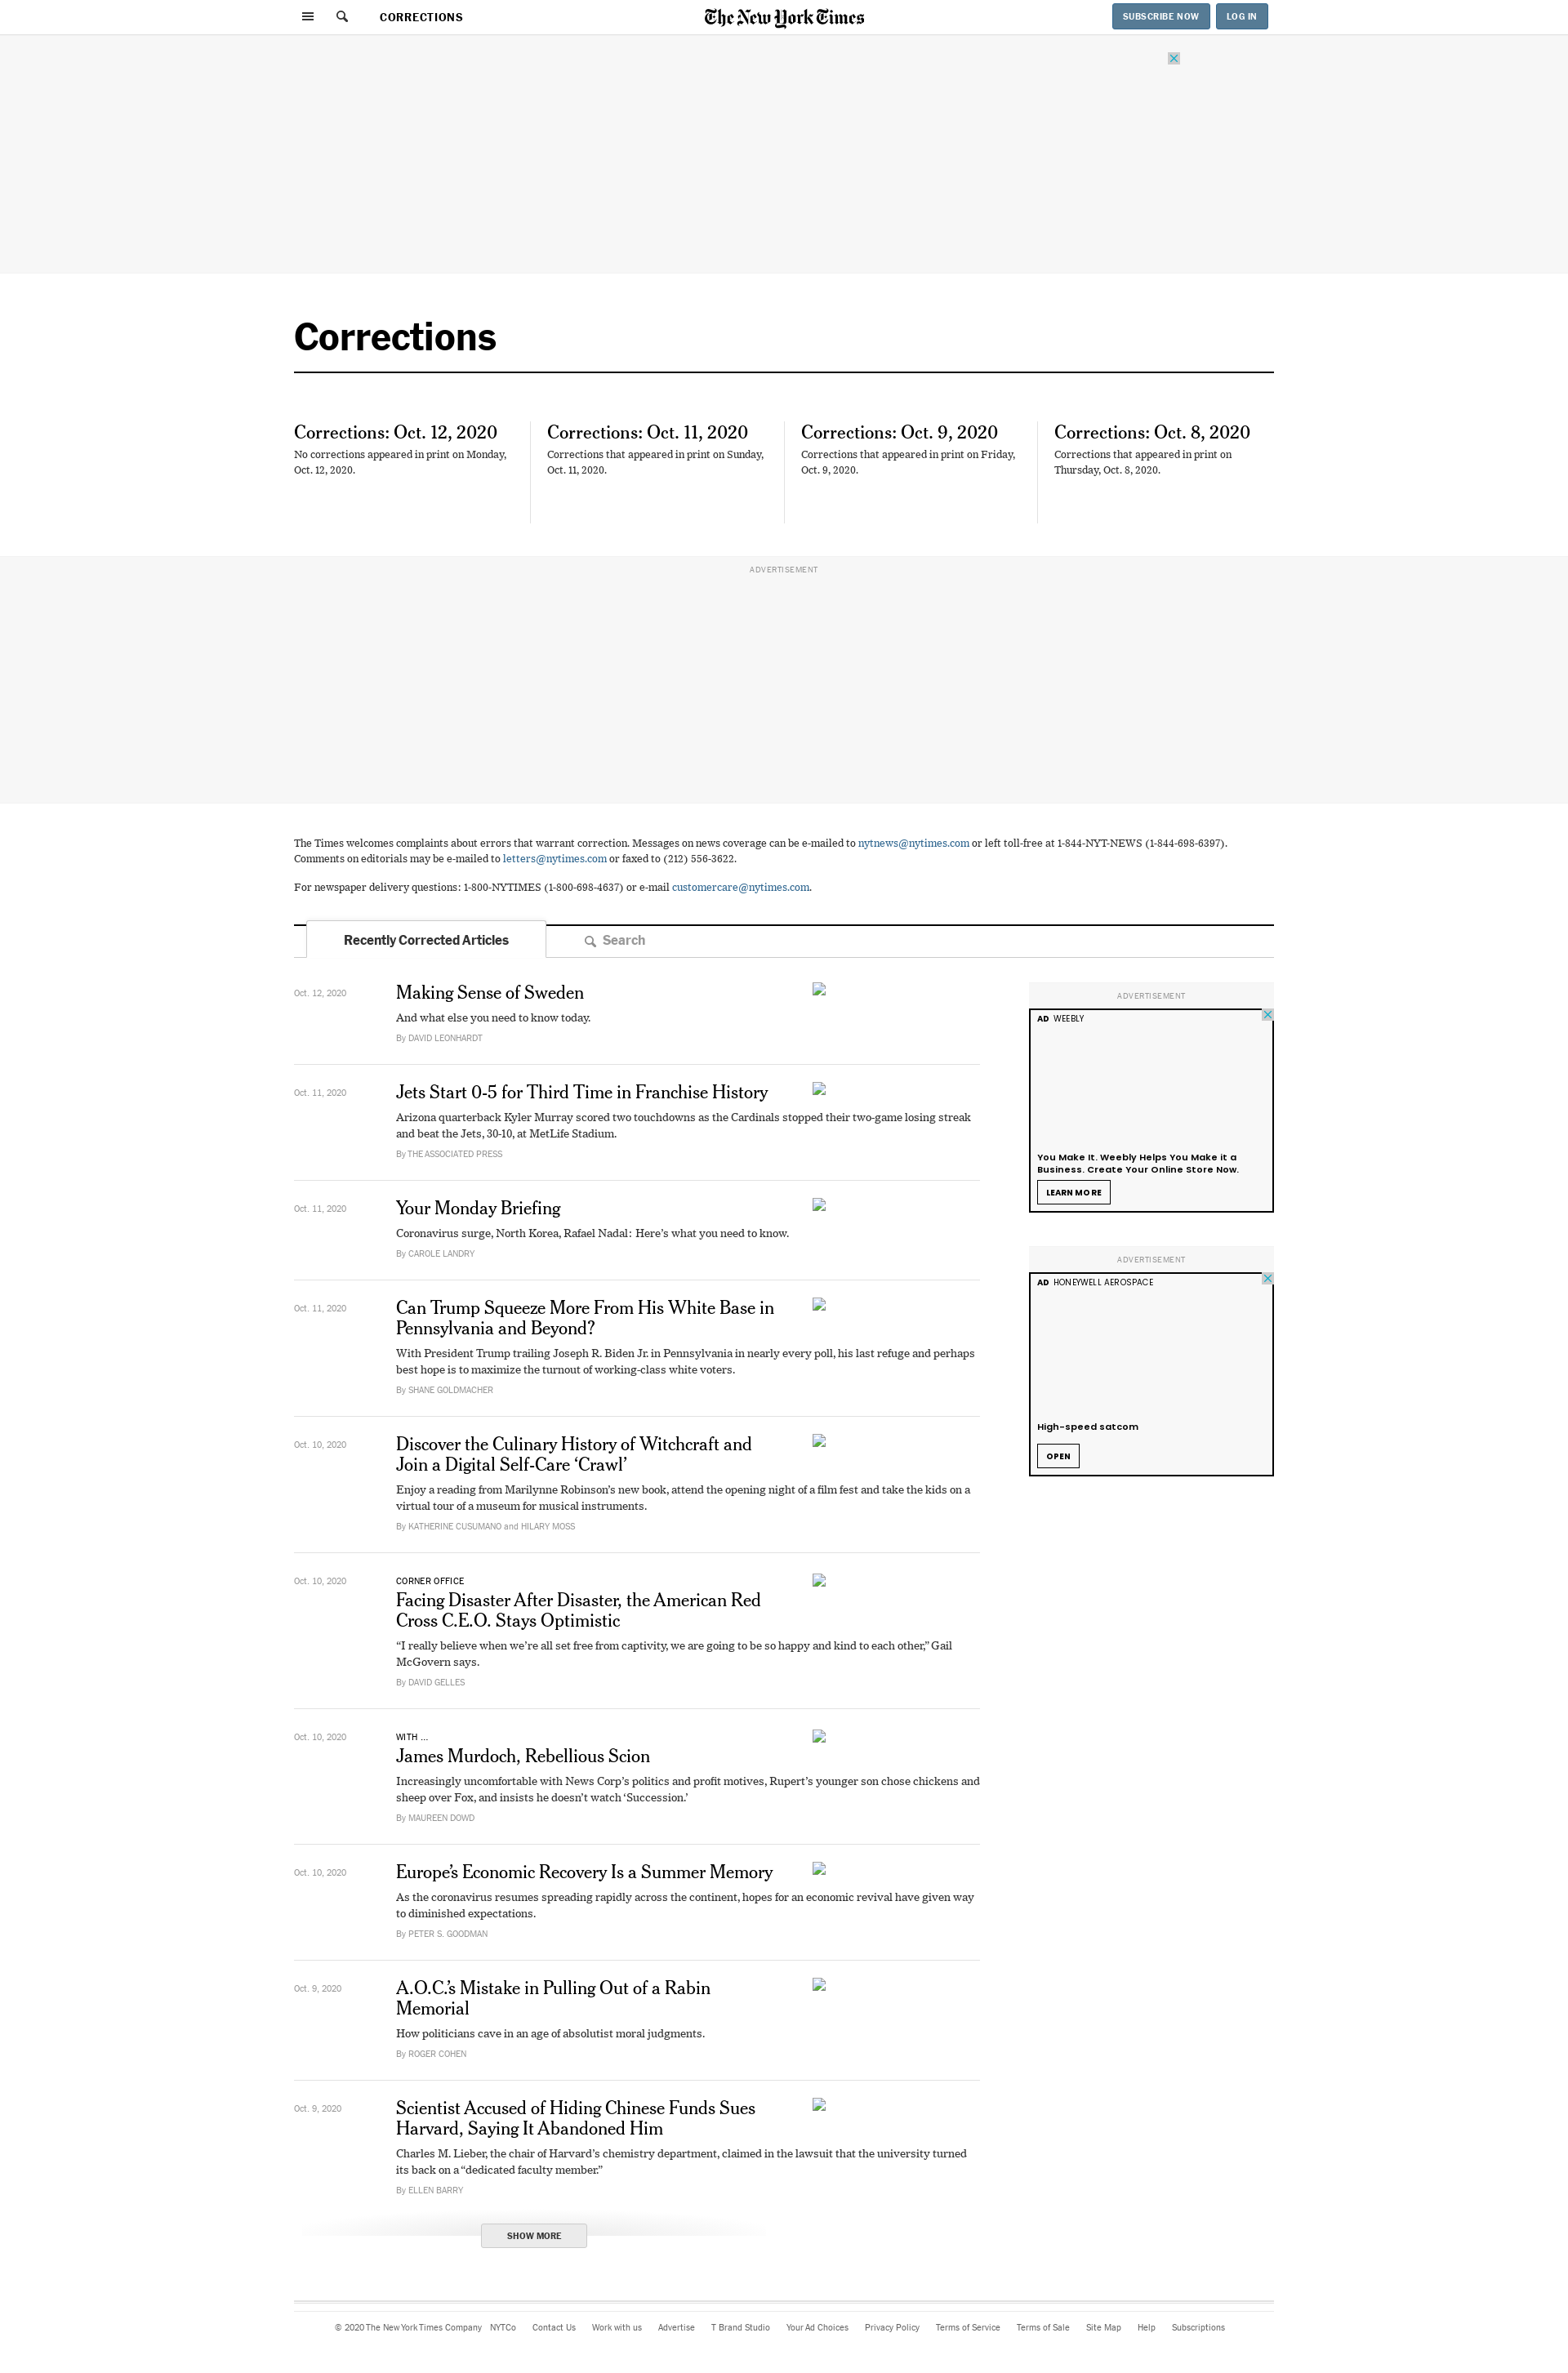 CORRECTIONS
The New York Times
SUBSCRIBE NOW
LOG IN
Corrections
Corrections: Oct. 12, 2020
No corrections appeared in print on Monday,
Oct. 12, 2020.
Corrections: Oct. 11, 2020
Corrections that appeared in print on Sunday,
Oct. 11, 2020.
Corrections: Oct. 9, 2020
Corrections that appeared in print on Friday,
Oct. 9, 2020.
Corrections: Oct. 8, 2020
Corrections that appeared in print on
Thursday, Oct. 8, 2020.
ADVERTISEMENT
The Times welcomes complaints about errors that warrant correction. Messages on news coverage can be e-mailed to nytnews@nytimes.com or left toll-free at 1-844-NYT-NEWS (1-844-698-6397).
Comments on editorials may be e-mailed to letters@nytimes.com or faxed to (212) 556-3622.
For newspaper delivery questions: 1-800-NYTIMES (1-800-698-4637) or e-mail customercare@nytimes.com.
Recently Corrected Articles
Search
Oct. 12, 2020
Making Sense of Sweden
And what else you need to know today.
By DAVID LEONHARDT
Oct. 11, 2020
Jets Start 0-5 for Third Time in Franchise History
Arizona quarterback Kyler Murray scored two touchdowns as the Cardinals stopped their two-game losing streak
and beat the Jets, 30-10, at MetLife Stadium.
By THE ASSOCIATED PRESS
Oct. 11, 2020
Your Monday Briefing
Coronavirus surge, North Korea, Rafael Nadal: Here’s what you need to know.
By CAROLE LANDRY
Oct. 11, 2020
Can Trump Squeeze More From His White Base in
Pennsylvania and Beyond?
With President Trump trailing Joseph R. Biden Jr. in Pennsylvania in nearly every poll, his last refuge and perhaps
best hope is to maximize the turnout of working-class white voters.
By SHANE GOLDMACHER
Oct. 10, 2020
Discover the Culinary History of Witchcraft and
Join a Digital Self-Care ‘Crawl’
Enjoy a reading from Marilynne Robinson’s new book, attend the opening night of a film fest and take the kids on a
virtual tour of a museum for musical instruments.
By KATHERINE CUSUMANO and HILARY MOSS
Oct. 10, 2020
CORNER OFFICE
Facing Disaster After Disaster, the American Red
Cross C.E.O. Stays Optimistic
“I really believe when we’re all set free from captivity, we are going to be so happy and kind to each other,” Gail
McGovern says.
By DAVID GELLES
Oct. 10, 2020
WITH ...
James Murdoch, Rebellious Scion
Increasingly uncomfortable with News Corp’s politics and profit motives, Rupert’s younger son chose chickens and
sheep over Fox, and insists he doesn’t watch ‘Succession.’
By MAUREEN DOWD
Oct. 10, 2020
Europe’s Economic Recovery Is a Summer Memory
As the coronavirus resumes spreading rapidly across the continent, hopes for an economic revival have given way
to diminished expectations.
By PETER S. GOODMAN
Oct. 9, 2020
A.O.C.’s Mistake in Pulling Out of a Rabin
Memorial
How politicians cave in an age of absolutist moral judgments.
By ROGER COHEN
Oct. 9, 2020
Scientist Accused of Hiding Chinese Funds Sues
Harvard, Saying It Abandoned Him
Charles M. Lieber, the chair of Harvard’s chemistry department, claimed in the lawsuit that the university turned
its back on a “dedicated faculty member.”
By ELLEN BARRY
SHOW MORE
ADVERTISEMENT
AD WEEBLY
You Make It. Weebly Helps You Make it a
Business. Create Your Online Store Now.
LEARN MORE
ADVERTISEMENT
AD HONEYWELL AEROSPACE
High-speed satcom
OPEN
© 2020 The New York Times Company NYTCo Contact Us Work with us Advertise T Brand Studio Your Ad Choices Privacy Policy Terms of Service Terms of Sale Site Map Help Subscriptions